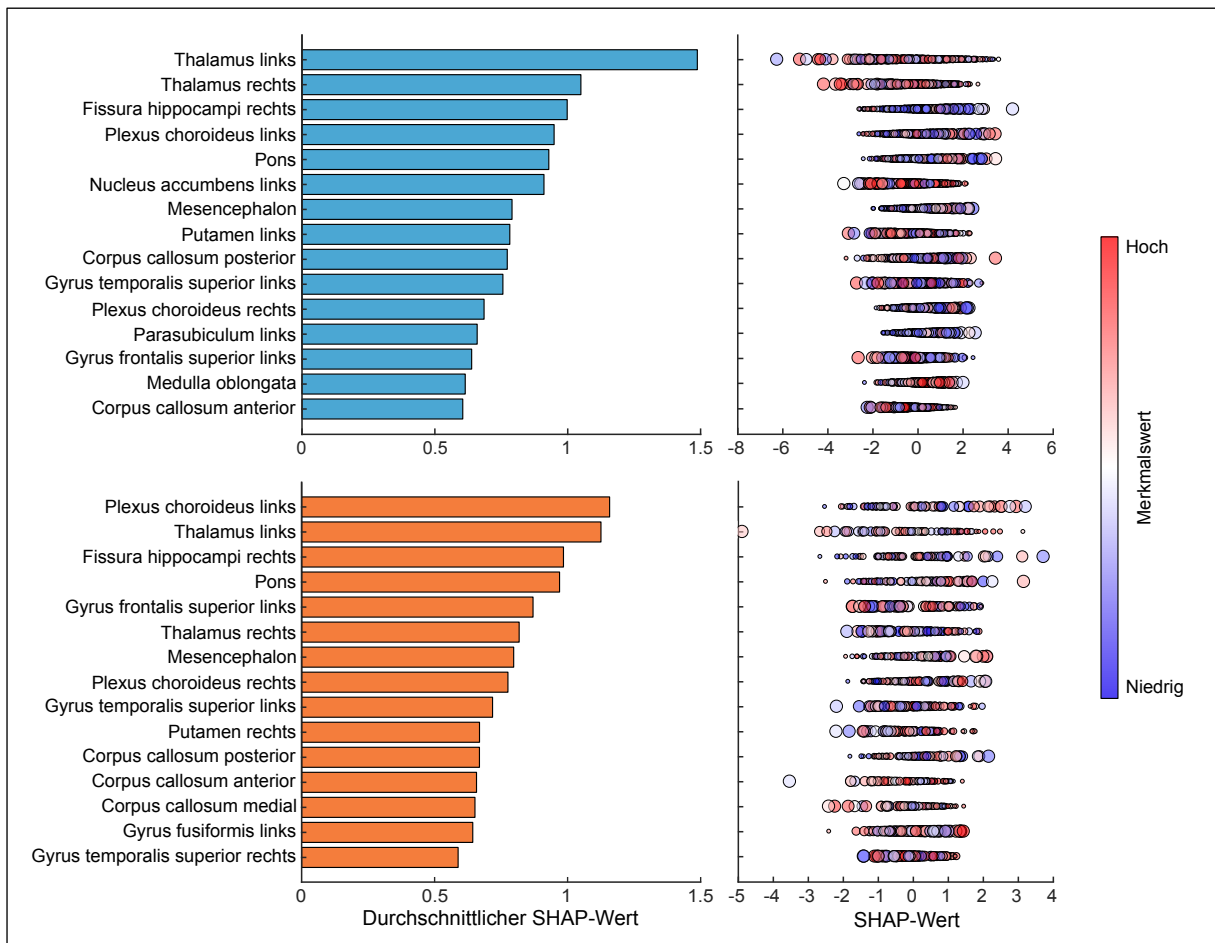 Thalamus links
Thalamus rechts
Fissura hippocampi rechts
Plexus choroideus links
Pons
Nucleus accumbens links
Mesencephalon
Putamen links
Corpus callosum posterior
Gyrus temporalis superior links
Plexus choroideus rechts
Parasubiculum links
Gyrus frontalis superior links
Medulla oblongata
Corpus callosum anterior
0 0.5 1 1.5
-8 -6 -4 -2 0 2 4 6
Plexus choroideus links
Thalamus links
Fissura hippocampi rechts
Pons
Gyrus frontalis superior links
Thalamus rechts
Mesencephalon
Plexus choroideus rechts
Gyrus temporalis superior links
Putamen rechts
Corpus callosum posterior
Corpus callosum anterior
Corpus callosum medial
Gyrus fusiformis links
Gyrus temporalis superior rechts
0 0.5 1 1.5
Durchschnittlicher SHAP-Wert
-5 -4 -3 -2 -1 0 1 2 3 4
SHAP-Wert
Hoch
Merkmalswert
Niedrig